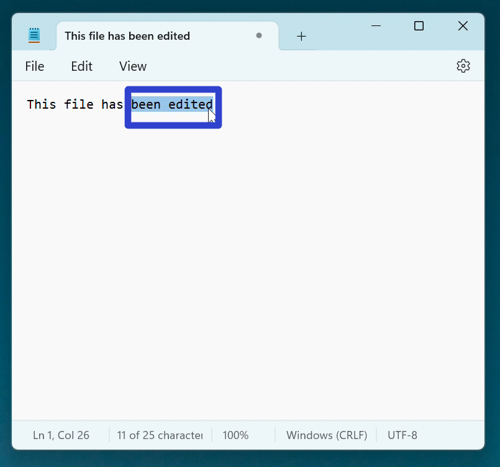 This file has been edited
File Edit View
This file has been edited
Ln 1, Col 26 11 of 25 character 100% Windows (CRLF) UTF-8